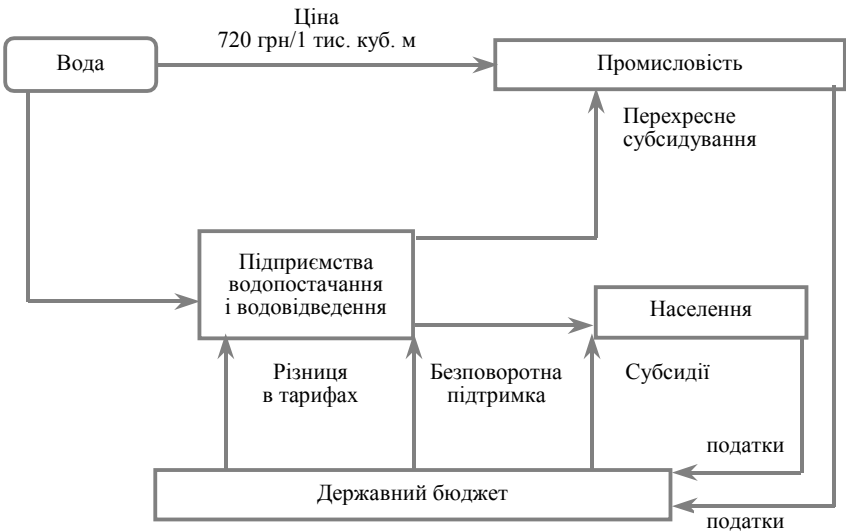 Ціна
720 грн/1 тис. куб. м
Вода
Промисловість
Перехресне
субсидування
Підприємства
водопостачання
і водовідведення
Населення
Різниця
в тарифах
Безповоротна
підтримка
Субсидії
податки
Державний бюджет
податки